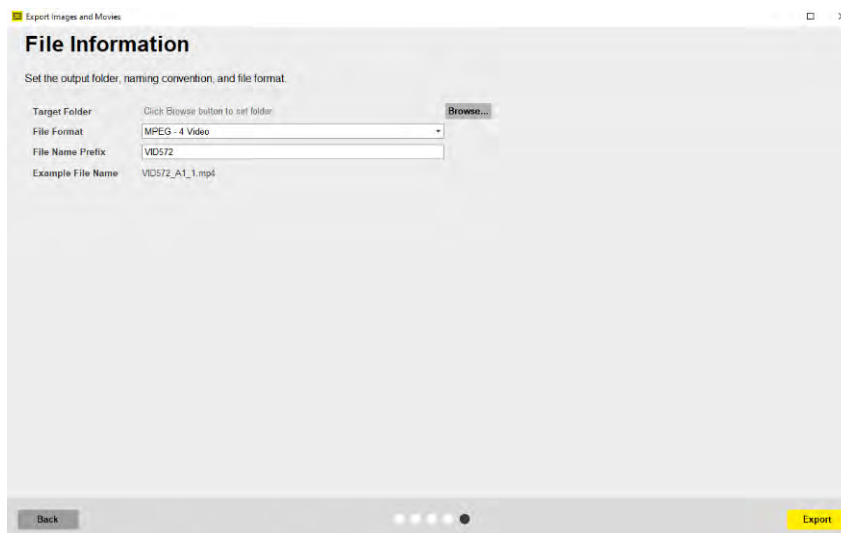 Export Images and Movies
File Information
Set the output folder, naming convention, and file format.
Target Folder Click Browse button to set folder Browse...
File Format MPEG - 4 Video
File Name Prefix VID572
Example File Name VID572_A1_1.mp4
Back Export